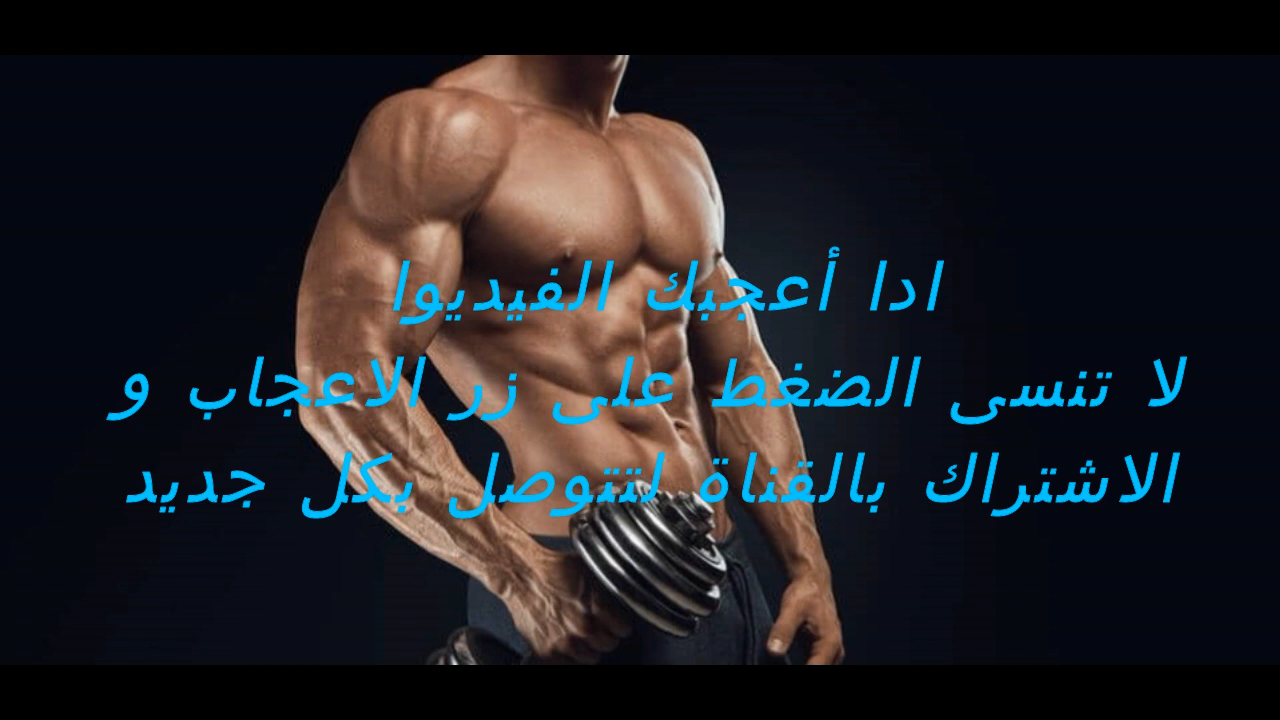 ادا أعجبك الفيديوا
لا تنسى الضغط على زر الاعجاب و
الاشتراك بالقناة لتتوصل بكل جديد